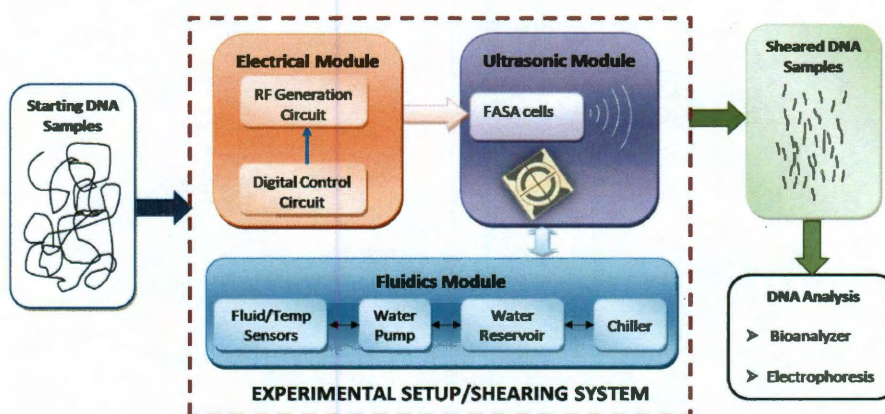 Starting DNA
Samples
Electrical Module
RF Generation
Circuit
Digital Control
Circuit
Ultrasonic Module
FASA cells
Fluidics Module
Fluid/Temp
Sensors
Water
Pump
Water
Reservoir
Chiller
EXPERIMENTAL SETUP/SHEARING SYSTEM
Sheared DNA
Samples
DNA Analysis
➢ Bioanalyzer
➢ Electrophoresis